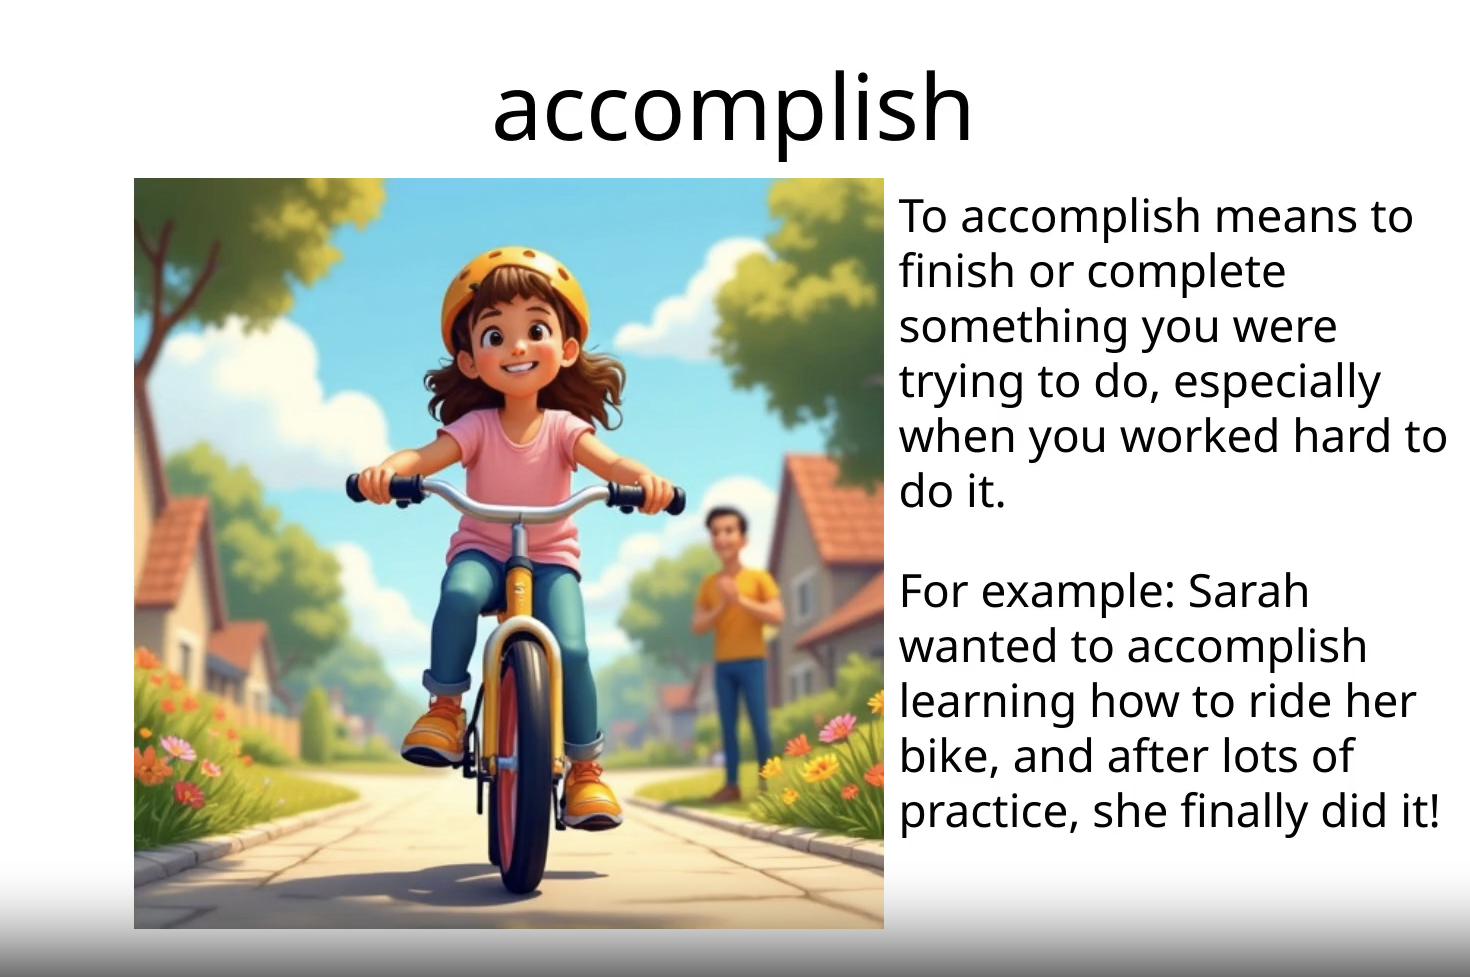 accomplish
To accomplish means to
finish or complete
something you were
trying to do, especially
when you worked hard to
do it.
For example: Sarah
wanted to accomplish
learning how to ride her
bike, and after lots of
practice, she finally did it!